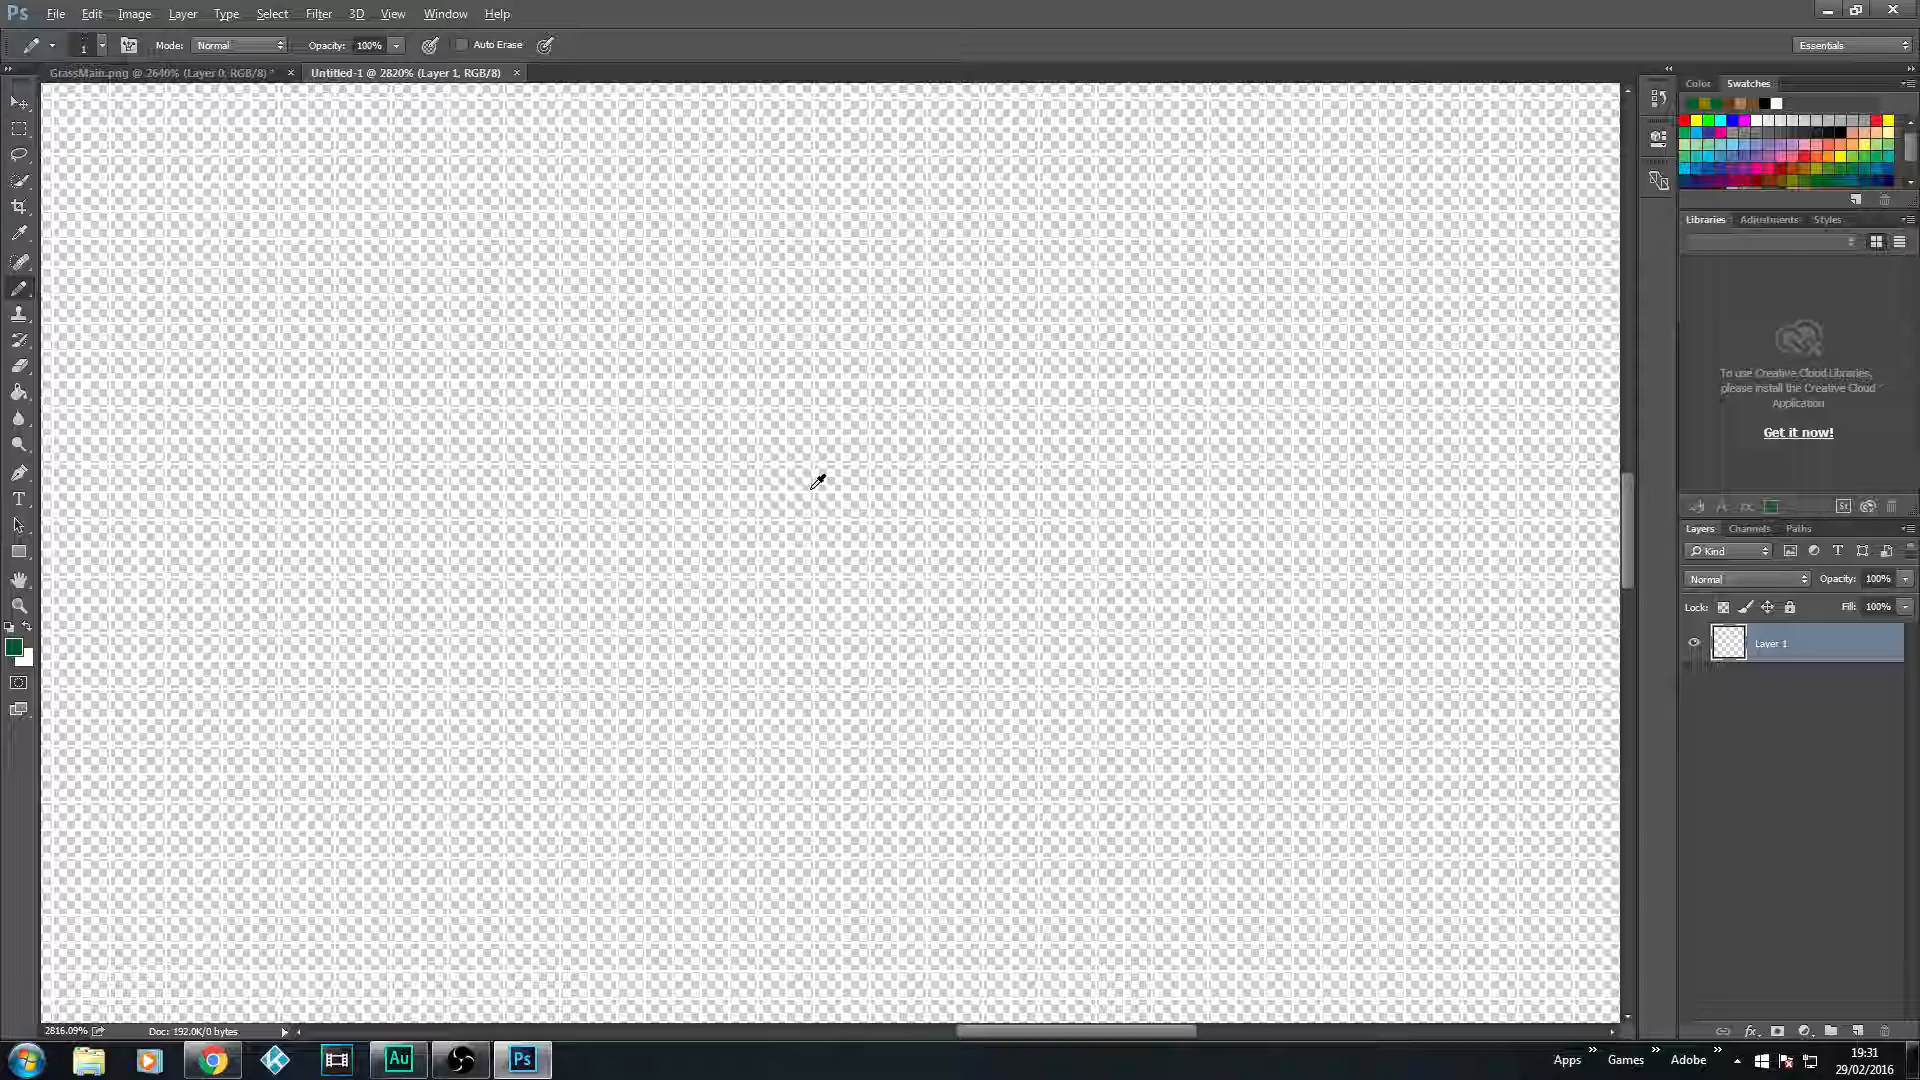 Ps File Edit Image Layer Type Select Filter 3D View Window Help
1 Mode: Normal Opacity: 100% Auto Erase Essentials
GrassMain.png @ 2640% (Layer 0, RGB/8) * × Untitled-1 @ 2820% (Layer 1, RGB/8) ×
Color Swatches
Libraries Adjustments Styles
To use Creative Cloud Libraries,
please install the Creative Cloud
Application
Get it now!
St
Layers Channels Paths
Kind
Normal Opacity: 100%
Lock: Fill: 100%
Layer 1
2816.09% Doc: 192.0K/0 bytes
Au Ps Apps » Games » Adobe » 19:31
29/02/2016